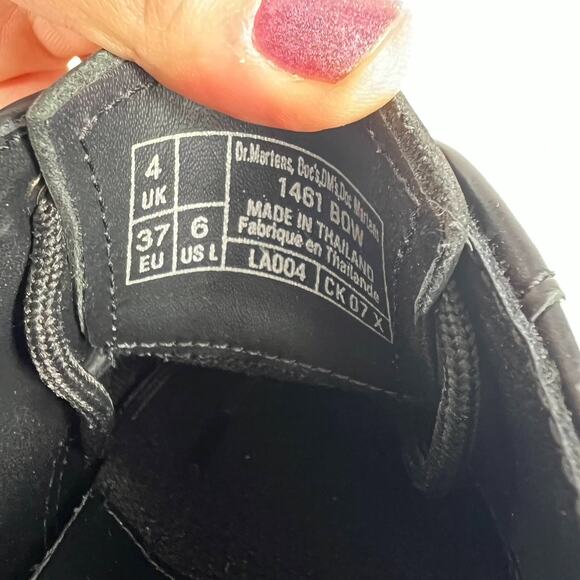 4
UK
37
EU
6
US L
Dr.Martens, Doc's,DM's,Doc Martens
1461 BOW
MADE IN THAILAND
Fabriqué en Thaïlande
LA004
CK 07 X